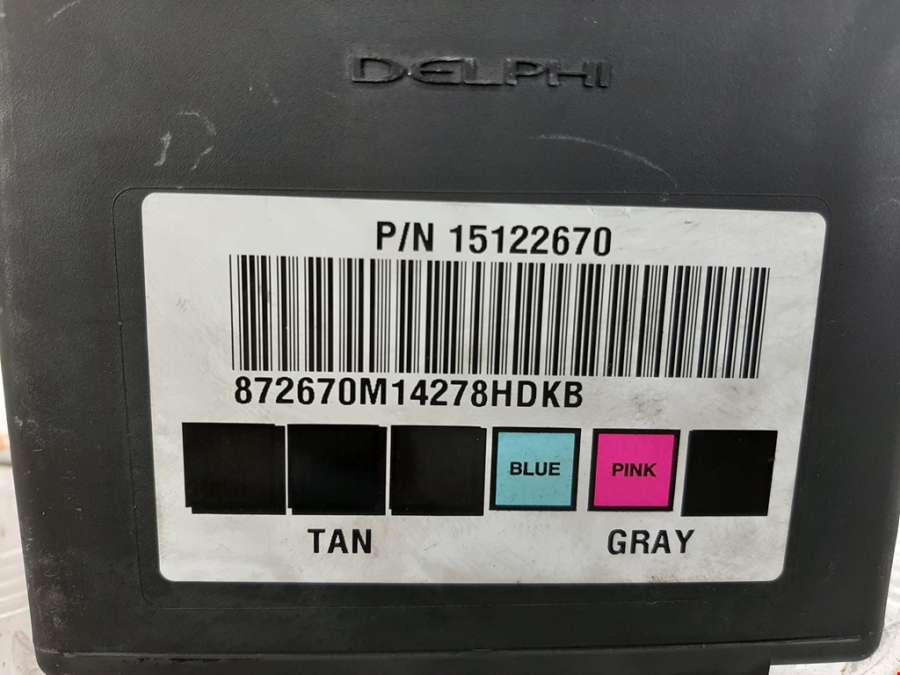 DELPHI
P/N 15122670
872670M14278HDKB
BLUE PINK
TAN GRAY